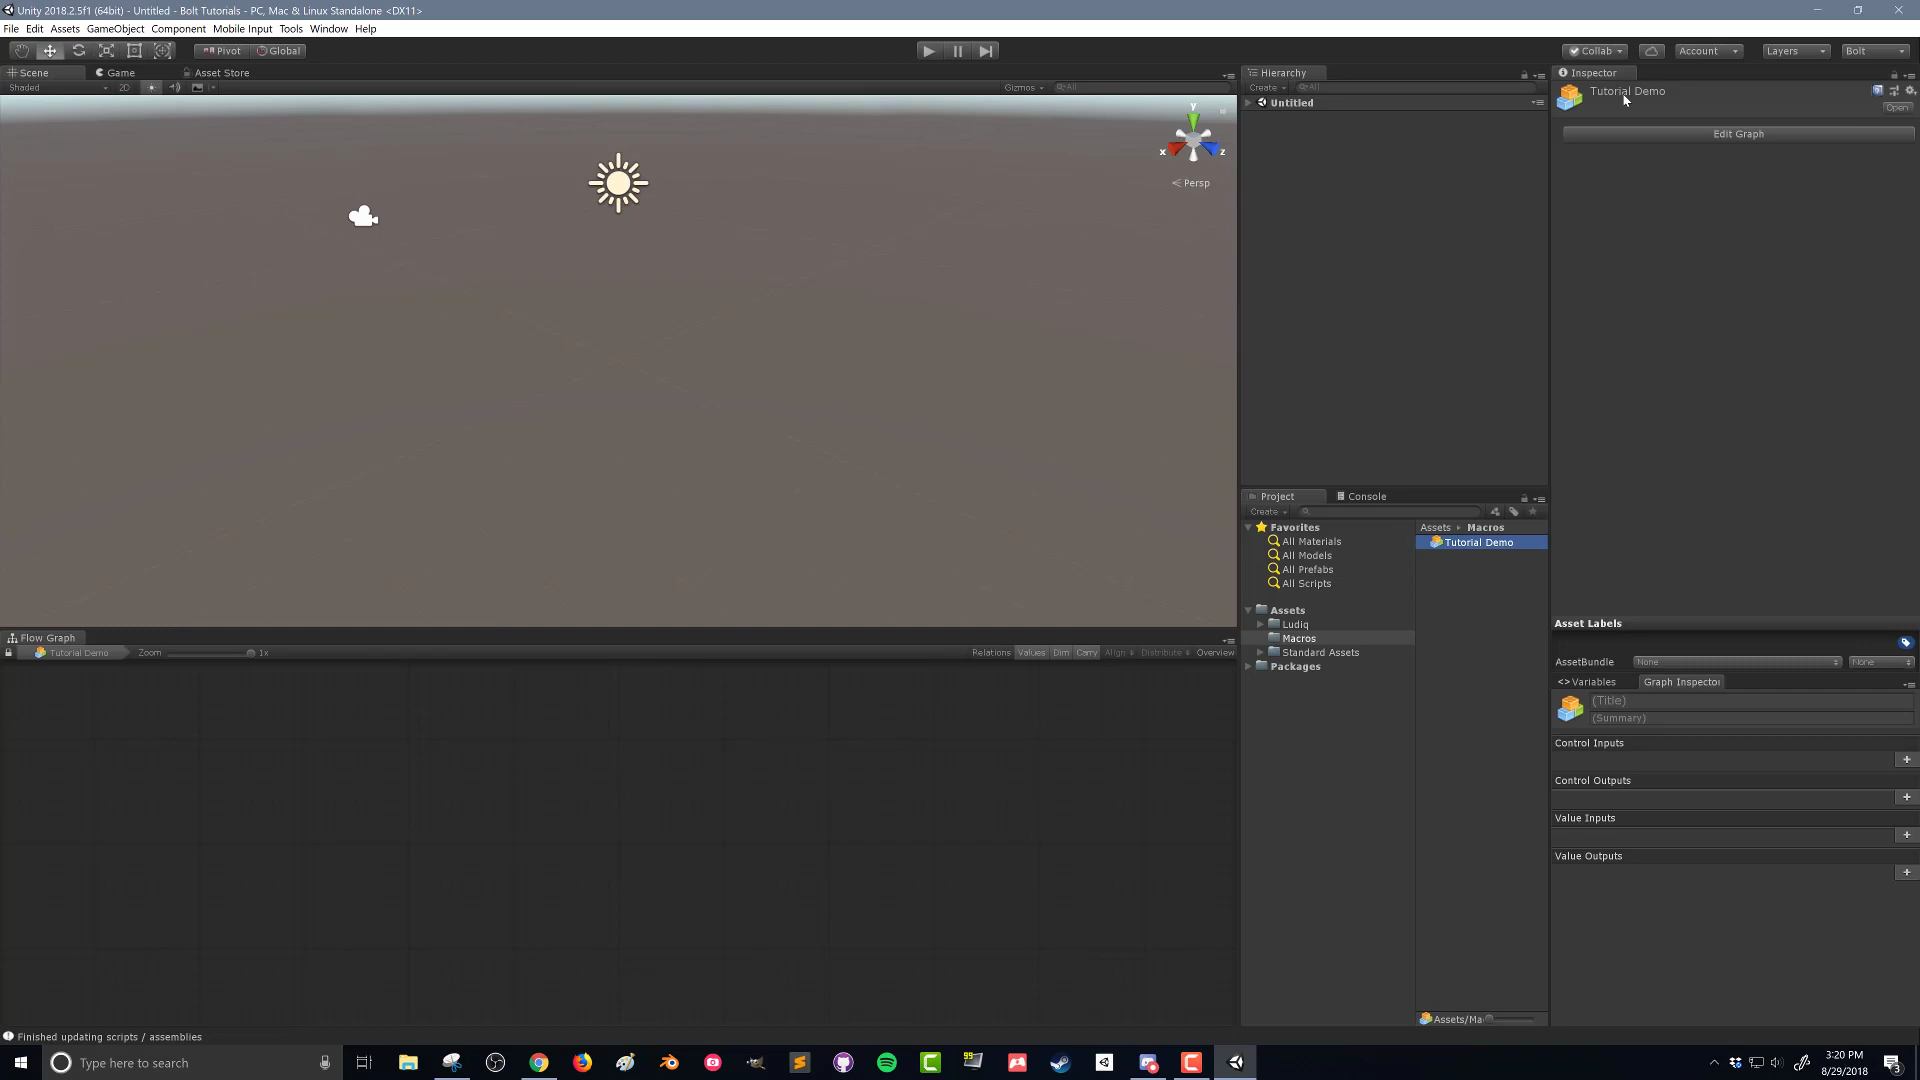 Unity 2018.2.5f1 (64bit) - Untitled - Bolt Tutorials - PC, Mac & Linux Standalone <DX11>
File Edit Assets GameObject Component Mobile Input Tools Window Help
Pivot Global Collab Account Layers Bolt
Scene Game Asset Store
Shaded 2D Gizmos All
y
x z
Persp
Hierarchy
Create All
Untitled
Inspector
Tutorial Demo
Open
Edit Graph
Project Console
Create
Favorites
All Materials
All Models
All Prefabs
All Scripts
Assets
Ludiq
Macros
Standard Assets
Packages
Assets Macros
Tutorial Demo
Assets/Ma
Asset Labels
AssetBundle None None
<> Variables Graph Inspector
(Title)
(Summary)
Control Inputs
+
Control Outputs
+
Value Inputs
+
Value Outputs
+
Flow Graph
Tutorial Demo Zoom 1x Relations Values Dim Carry Align Distribute Overview
Finished updating scripts / assemblies
Type here to search
99
3:20 PM
8/29/2018
3